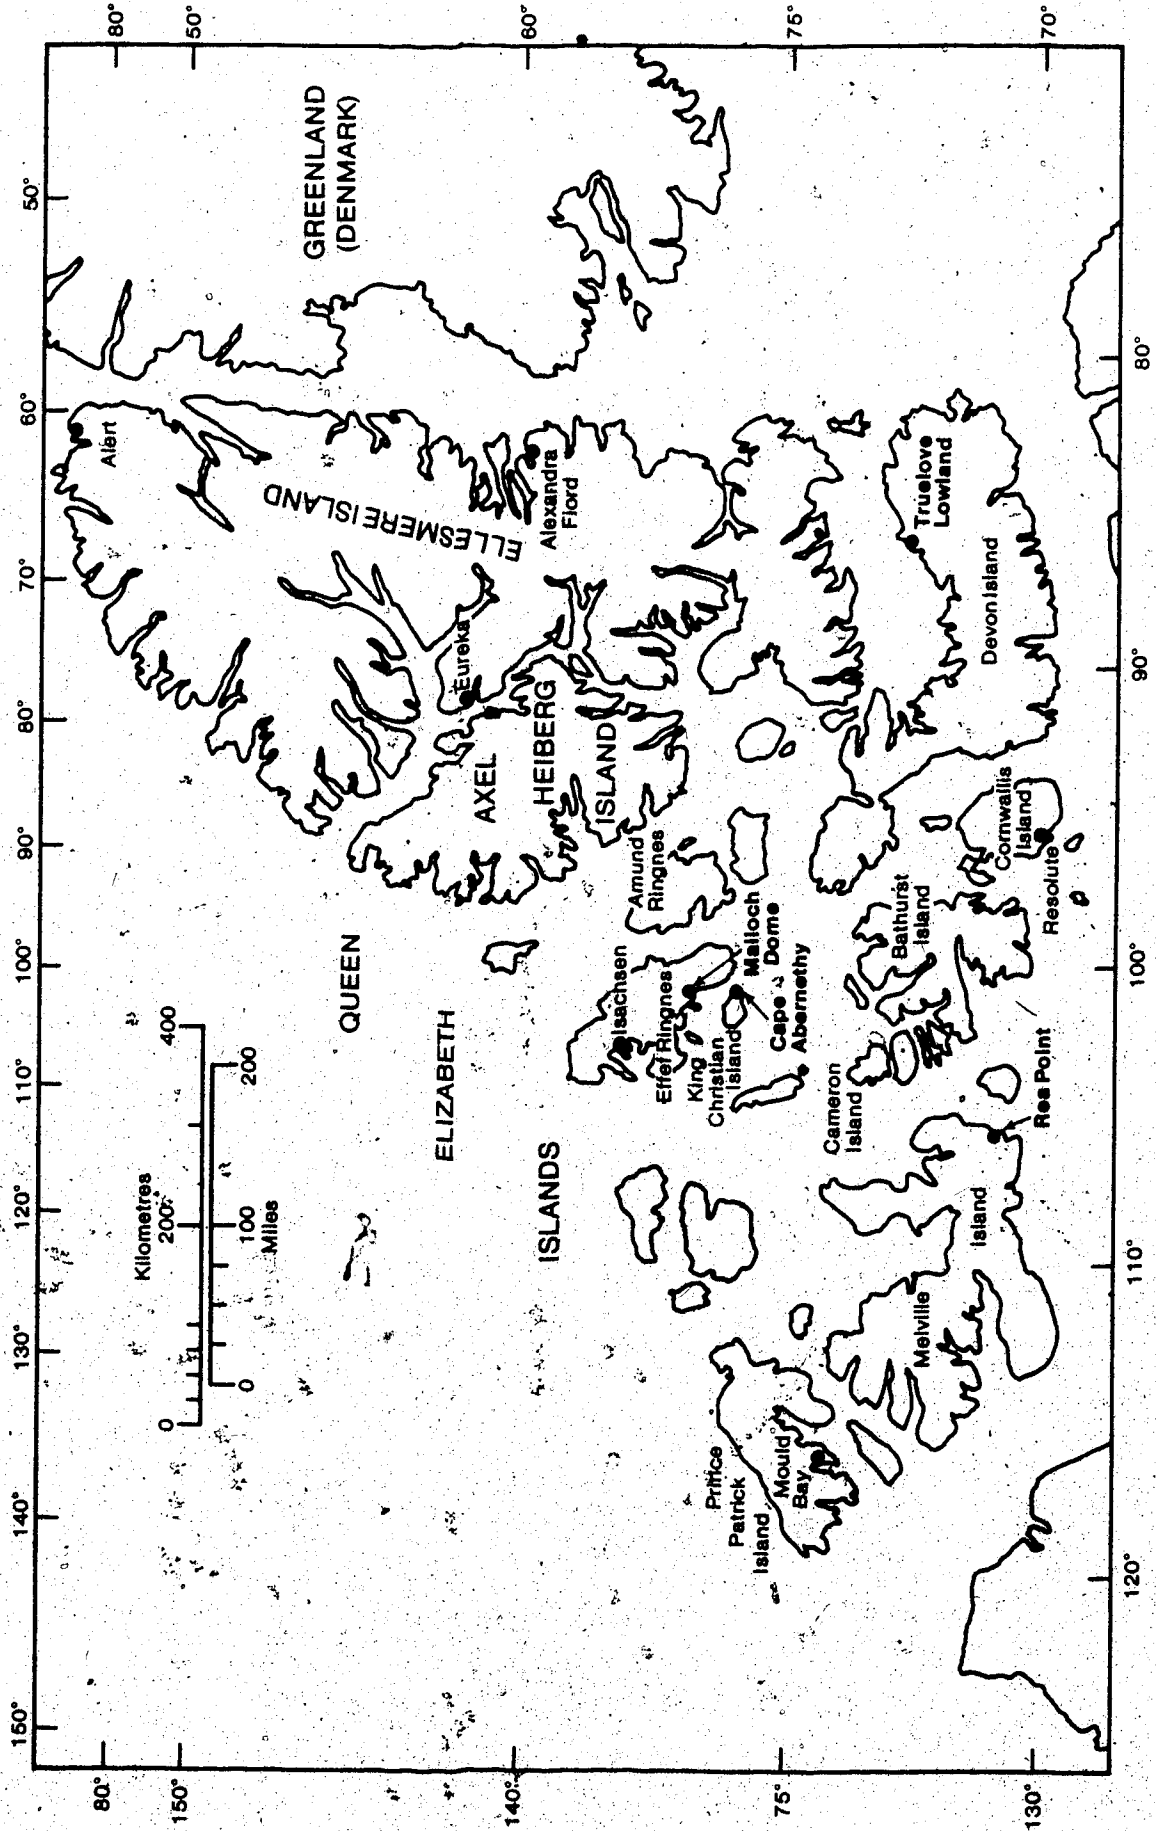 150° 140° 130° 120° 110° 100° 90° 80° 70° 60° 50°
80° 80°
150° 50°
Alert
Kilometres
0 200 400
0 100 200
Miles
GREENLAND
(DENMARK)
ELLESMERE ISLAND
QUEEN
ELIZABETH
ISLANDS
Eureka
AXEL
HEIBERG
ISLAND
140° 60°
Alexandra
Fiord
Isachsen
Amund
Ringnes
Effef Ringnes
King
Christian
Island
Malloch
Dome
Cape
Abernethy
Prince
Patrick
Island
Mould
Bay
75° 75°
Cameron
Island
Bathurst
Island
Truelove
Lowland
Melville
Island
Devon Island
Cornwallis
Island
Resolute
Rea Point
130° 70°
120° 110° 100° 90° 80°